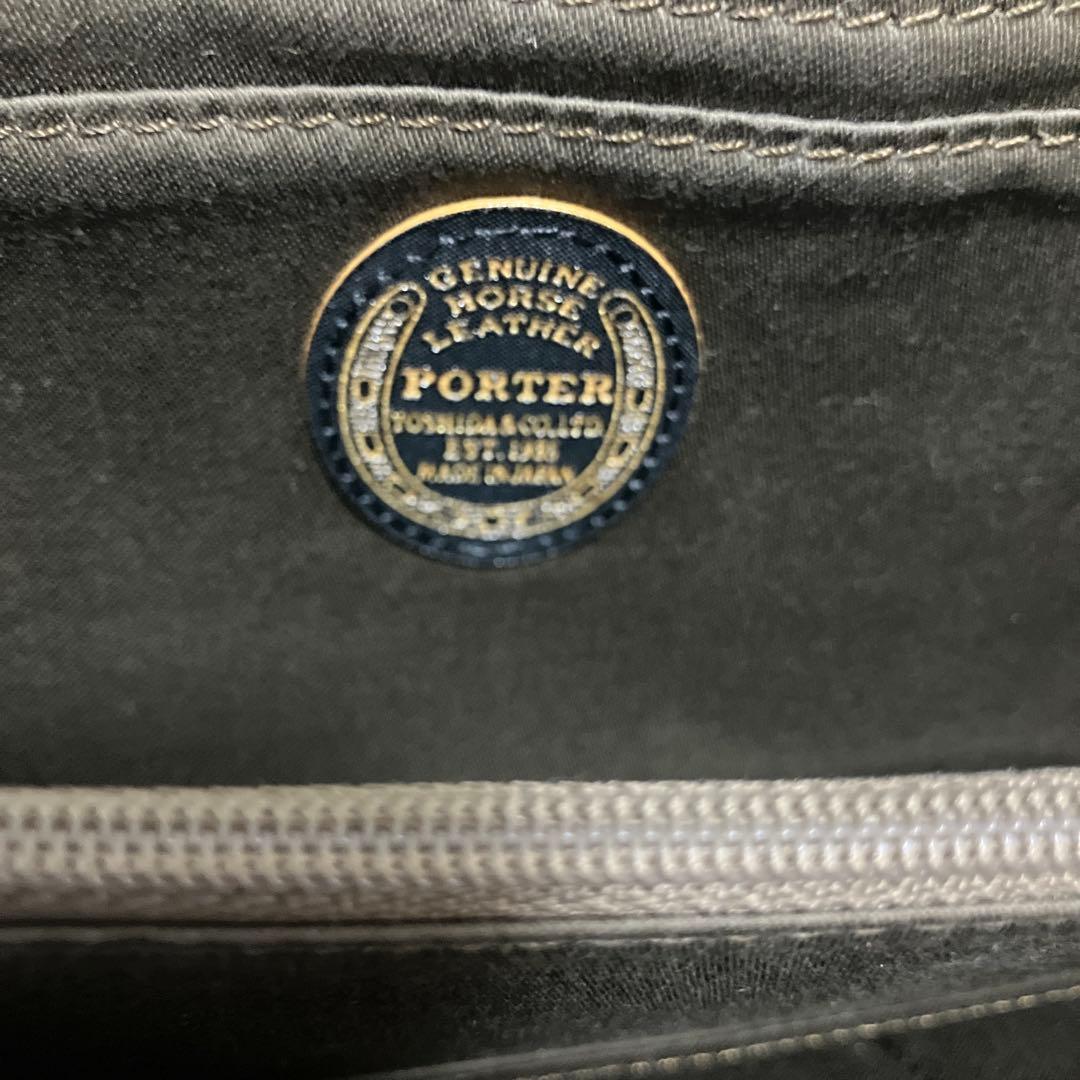 GENUINE
HORSE
LEATHER
PORTER
YOSHIDA & CO., LTD.
EST. 1935
MADE IN JAPAN